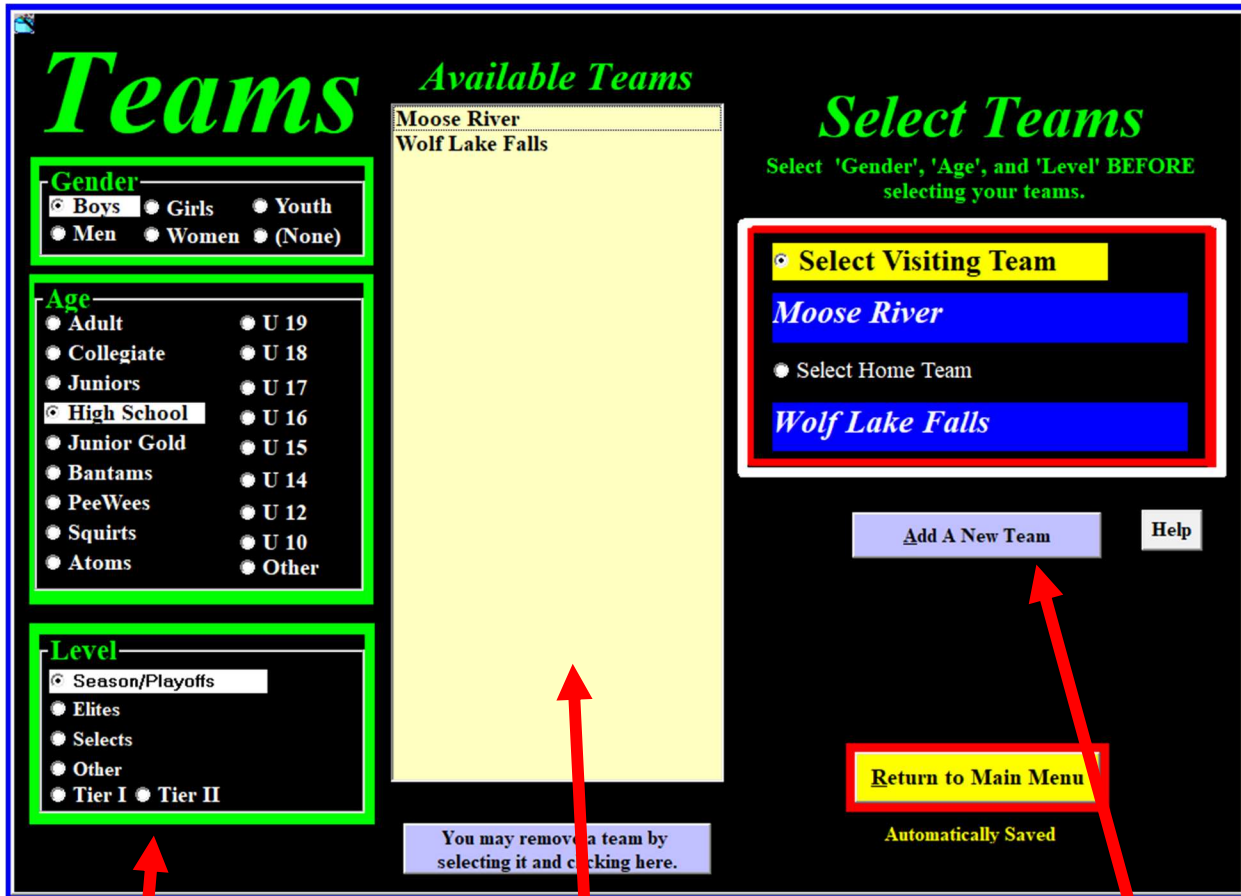 Teams
Gender
Boys Girls Youth
Men Women (None)
Age
Adult U 19
Collegiate U 18
Juniors U 17
High School U 16
Junior Gold U 15
Bantams U 14
PeeWees U 12
Squirts U 10
Atoms Other
Level
Season/Playoffs
Elites
Selects
Other
Tier I Tier II
Available Teams
Moose River
Wolf Lake Falls
You may remove a team by
selecting it and clicking here.
Select Teams
Select 'Gender', 'Age', and 'Level' BEFORE
selecting your teams.
Select Visiting Team
Moose River
Select Home Team
Wolf Lake Falls
Add A New Team
Help
Return to Main Menu
Automatically Saved